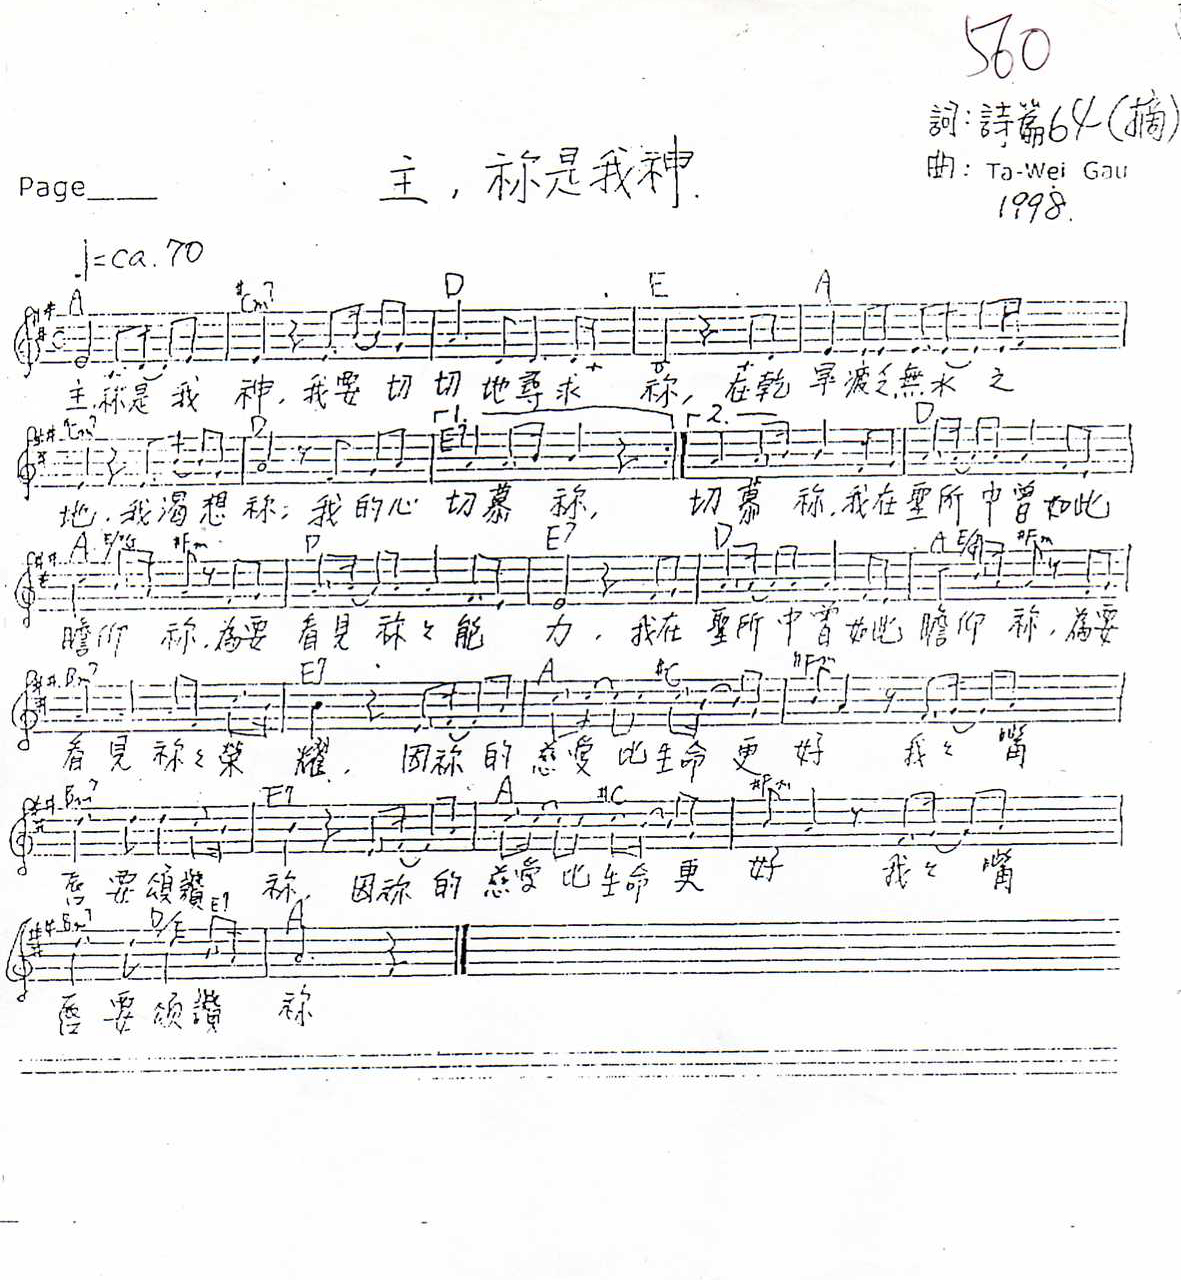 560
詞：詩篇64(摘)
Page____ 主，祢是我神.
曲：Ta-Wei Gau
1998.
♩=ca.70
A #Cm7 D E A
主，祢是我 神，我要切切 地尋求 祢，在乾 旱疲乏無水之
#Cm7 D 1. E7 2. D
地，我渴想祢；我的心 切慕祢， 切慕祢，我在聖所中曾如此
A E/#G #Fm D E7 D A E/#G #Fm
瞻仰祢，為要 看見祢之能 力，我在 聖所中曾如此 瞻仰祢，為要
Bm7 E7 A #C #Fm
看見祢之榮 耀，因祢的 慈愛比生命更 好 我之嘴
Bm7 E7 A #C #Fm
唇要頌讚 祢，因祢的 慈愛比生命更 好 我之嘴
Bm7 D/E E7 A
唇要頌讚 祢